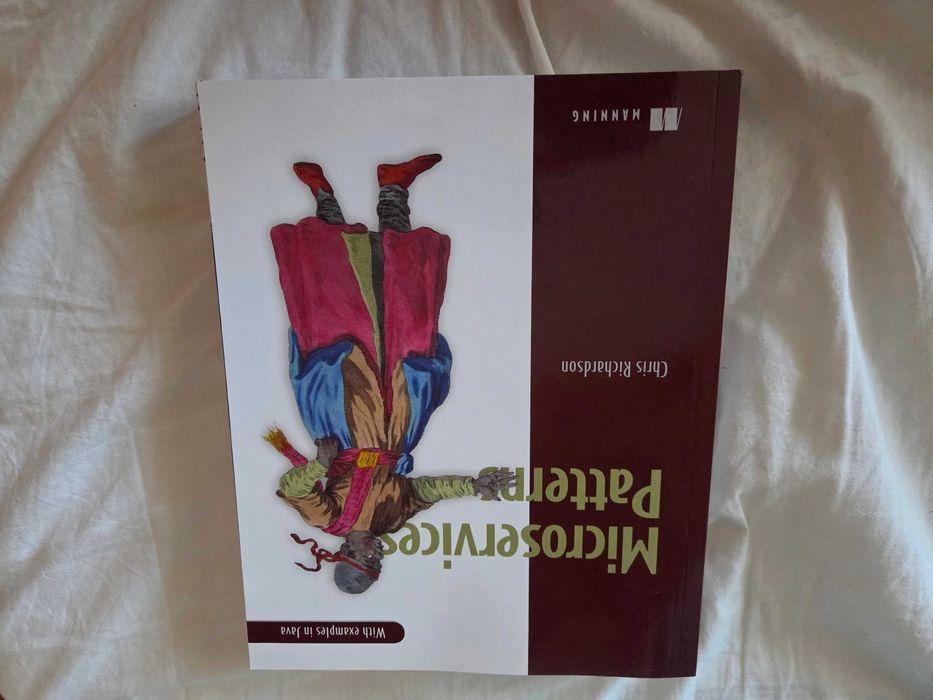 With examples in Java
Microservices
Patterns
Chris Richardson
MANNING